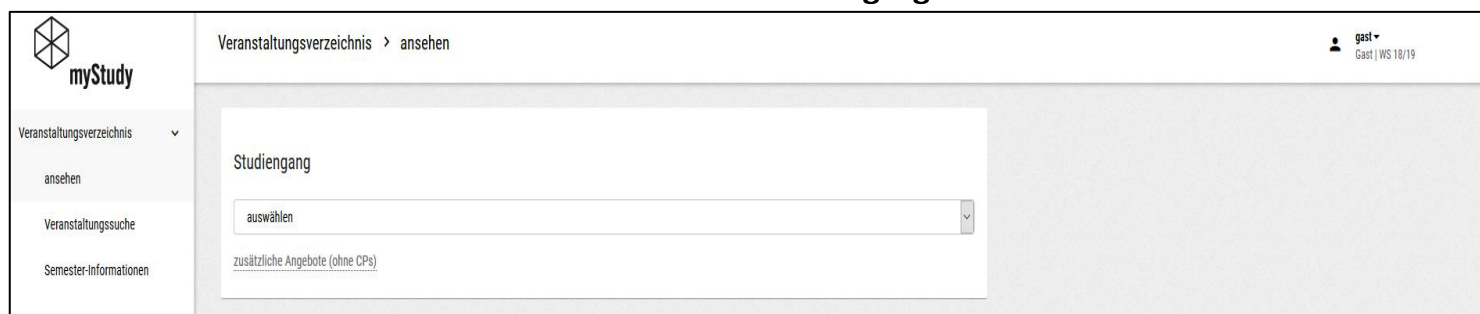 myStudy
Veranstaltungsverzeichnis > ansehen
gast
Gast | WS 18/19
Veranstaltungsverzeichnis
ansehen
Veranstaltungssuche
Semester-Informationen
Studiengang
auswählen
zusätzliche Angebote (ohne CPs)